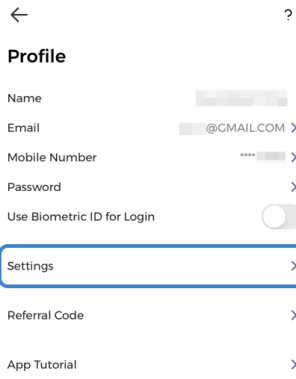 ?
Profile
Name
Email @GMAIL.COM
Mobile Number ****
Password
Use Biometric ID for Login
Settings
Referral Code
App Tutorial